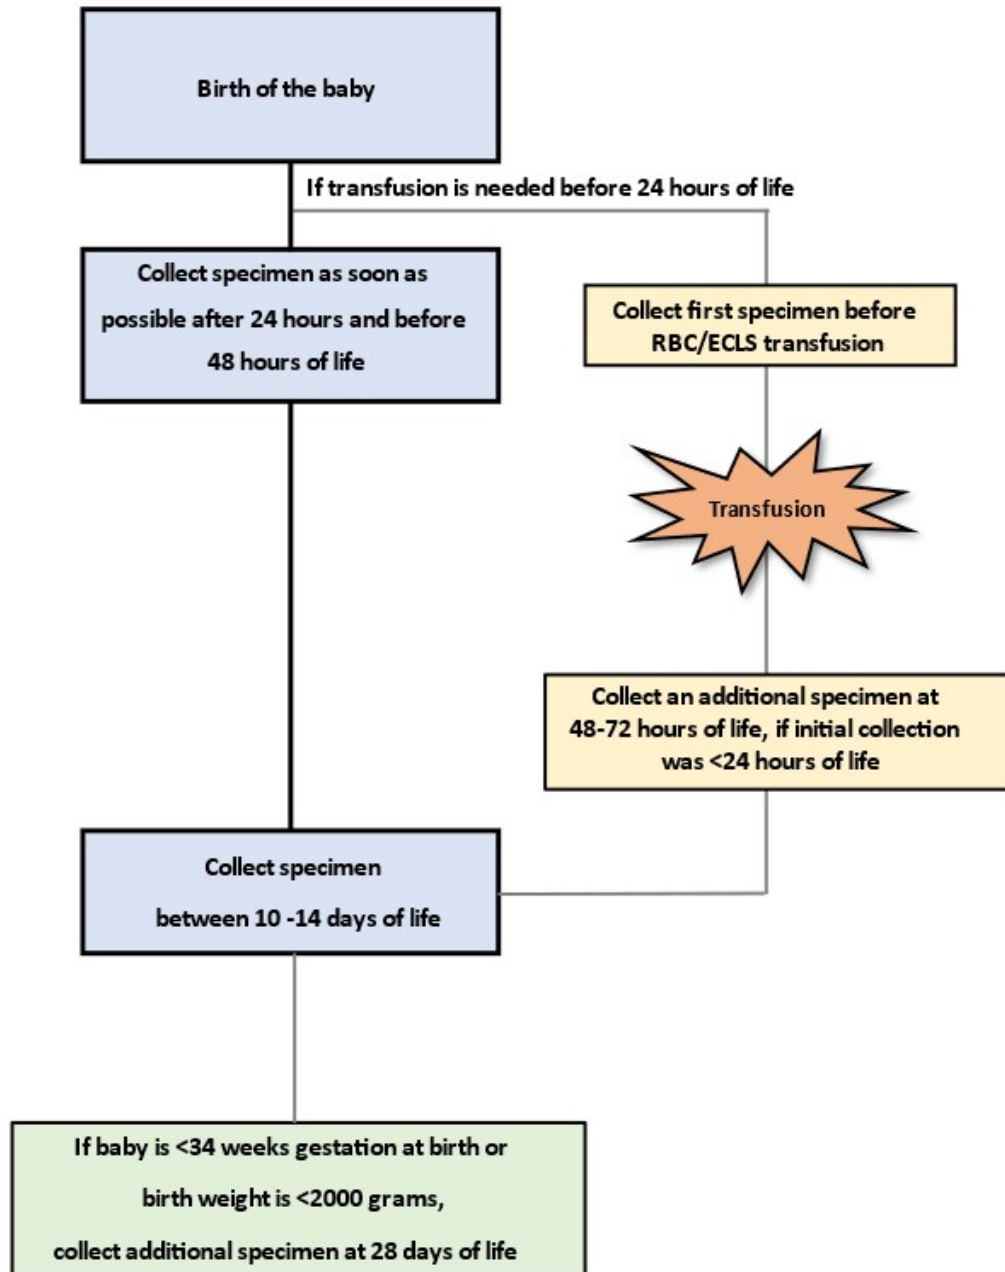 Birth of the baby
If transfusion is needed before 24 hours of life
Collect specimen as soon as
possible after 24 hours and before
48 hours of life
Collect first specimen before
RBC/ECLS transfusion
Transfusion
Collect an additional specimen at
48-72 hours of life, if initial collection
was <24 hours of life
Collect specimen
between 10 -14 days of life
If baby is <34 weeks gestation at birth or
birth weight is <2000 grams,
collect additional specimen at 28 days of life